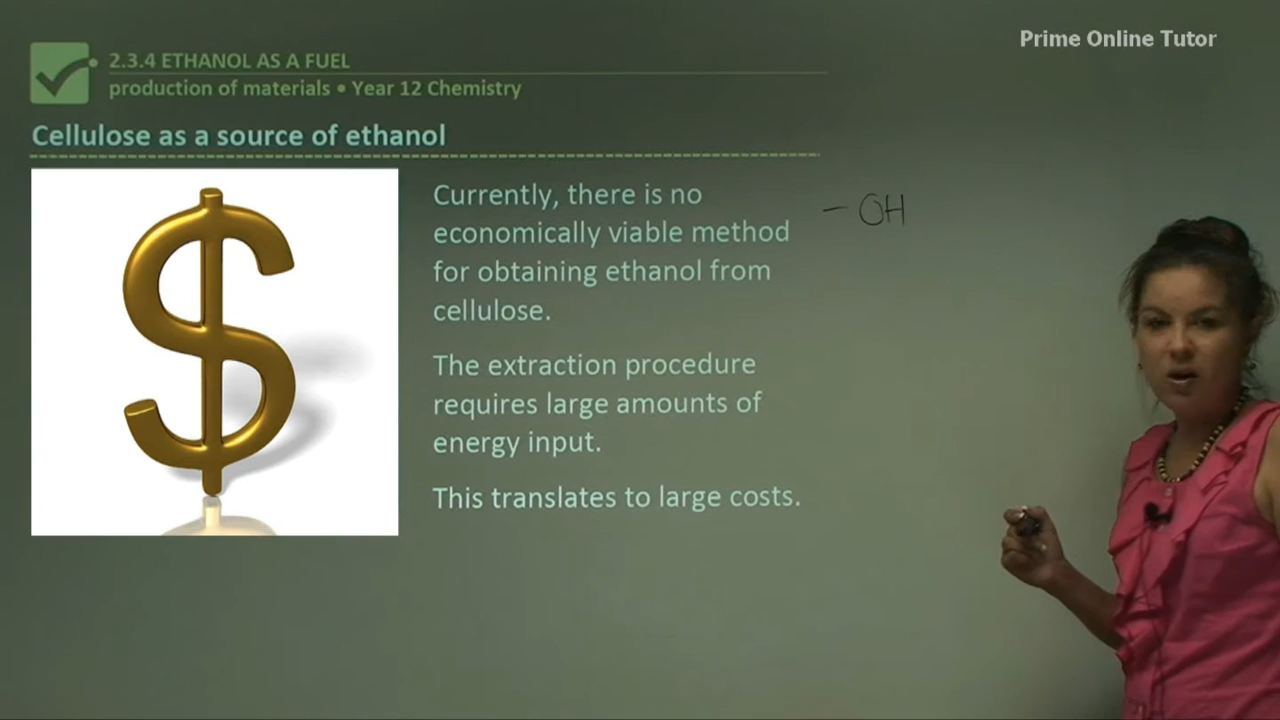 Prime Online Tutor
2.3.4 ETHANOL AS A FUEL
production of materials • Year 12 Chemistry
Cellulose as a source of ethanol
Currently, there is no
economically viable method
for obtaining ethanol from
cellulose.
The extraction procedure
requires large amounts of
energy input.
This translates to large costs.
– OH